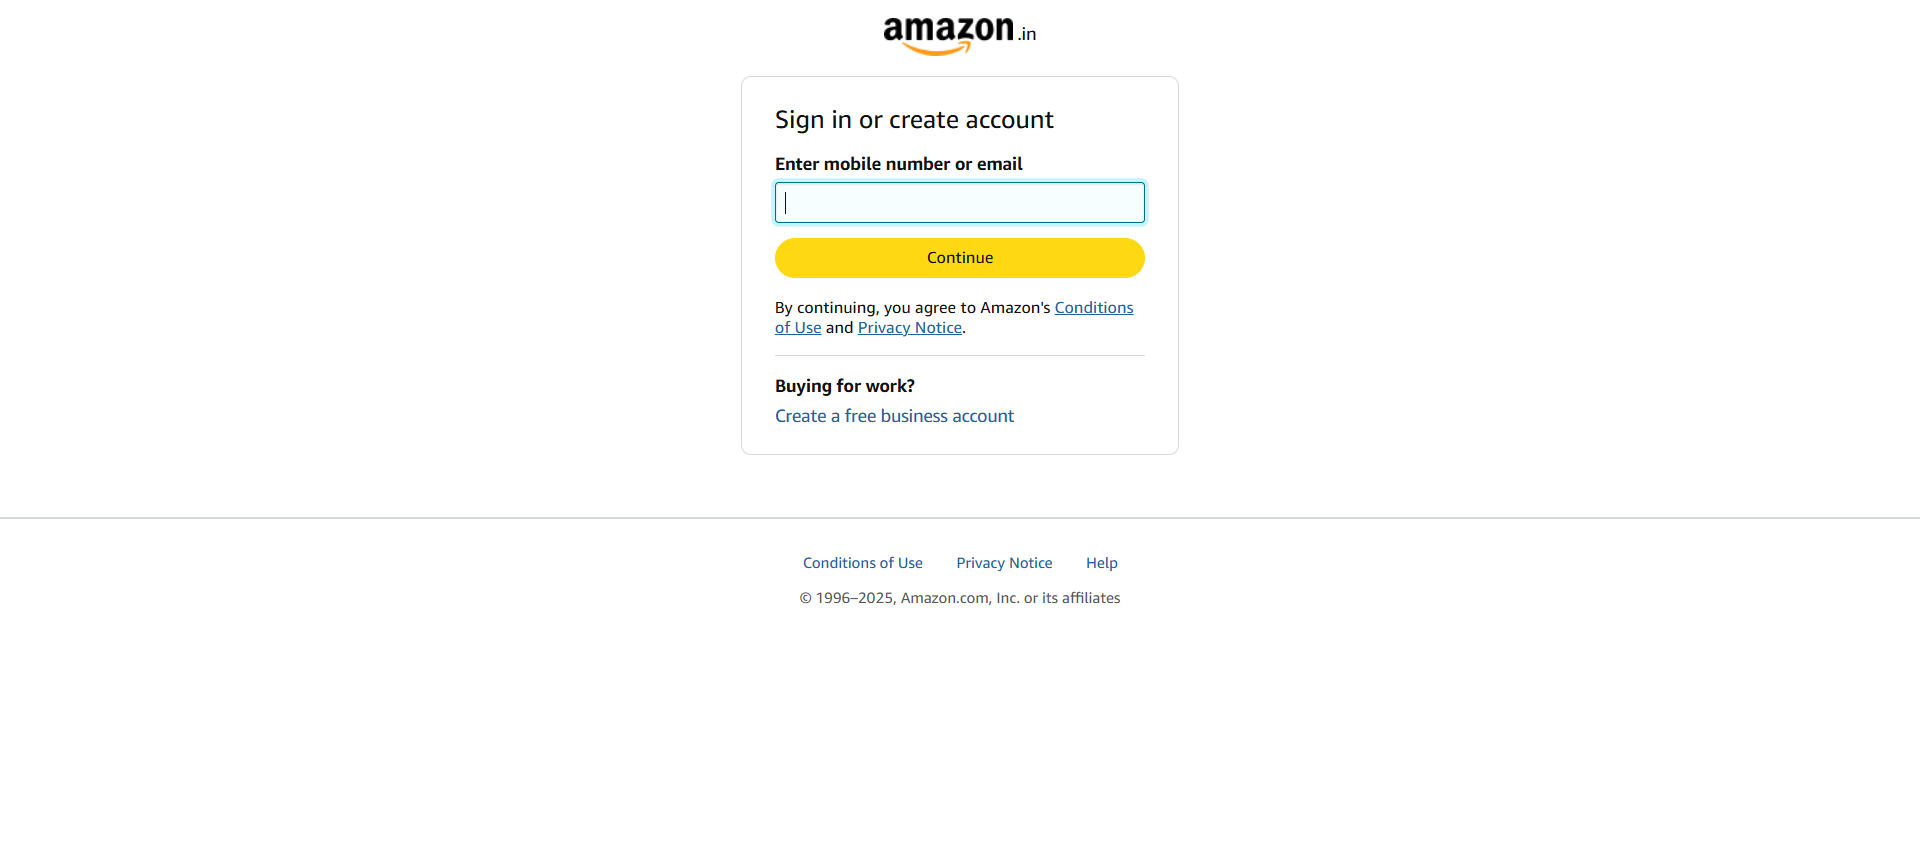 amazon.in
Sign in or create account
Enter mobile number or email
Continue
By continuing, you agree to Amazon's Conditions
of Use and Privacy Notice.
Buying for work?
Create a free business account
Conditions of Use Privacy Notice Help
© 1996–2025, Amazon.com, Inc. or its affiliates